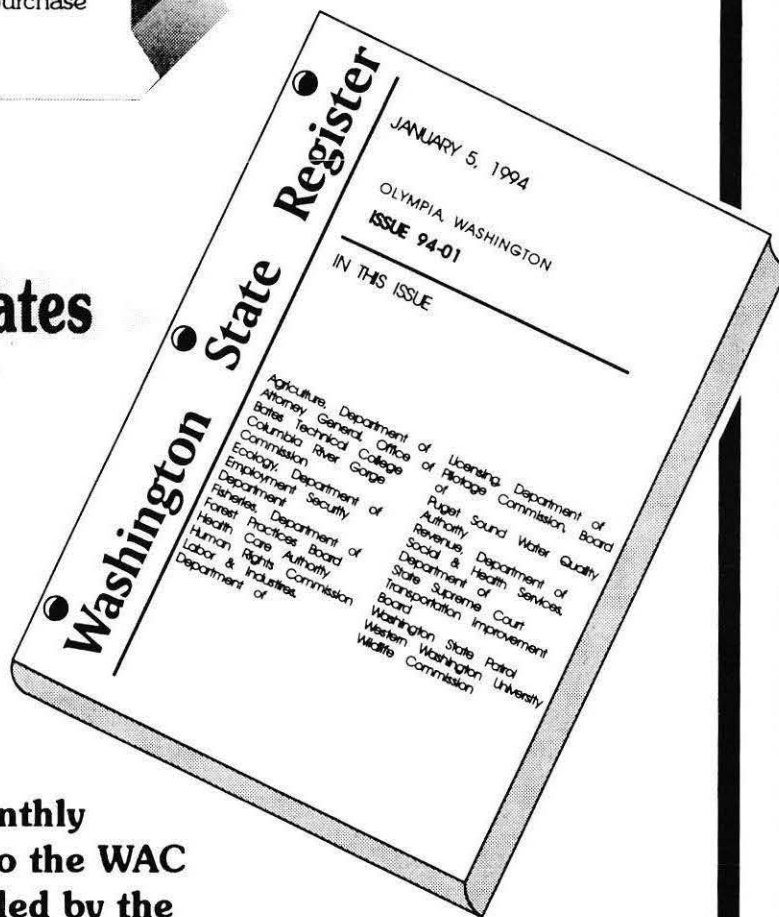 urchase
Washington State Register
JANUARY 5, 1994
OLYMPIA, WASHINGTON
ISSUE 94-01
IN THIS ISSUE
Agriculture, Department of
Attorney General, Office of
Bates Technical College
Columbia River Gorge
Commission
Ecology, Department of
Employment Security
Department
Fisheries, Department of
Forest Practices Board
Health Care Authority
Human Rights Commission
Labor & Industires,
Department of
Licensing, Department of
Pilotage Commission, Board
of
Puget Sound Water Quality
Authority
Revenue, Department of
Social & Health Services,
Department of
State Supreme Court
Transportation Improvement
Board
Washington State Patrol
Western Washington University
Wildlife Commission
ates
nthly
o the WAC
led by the